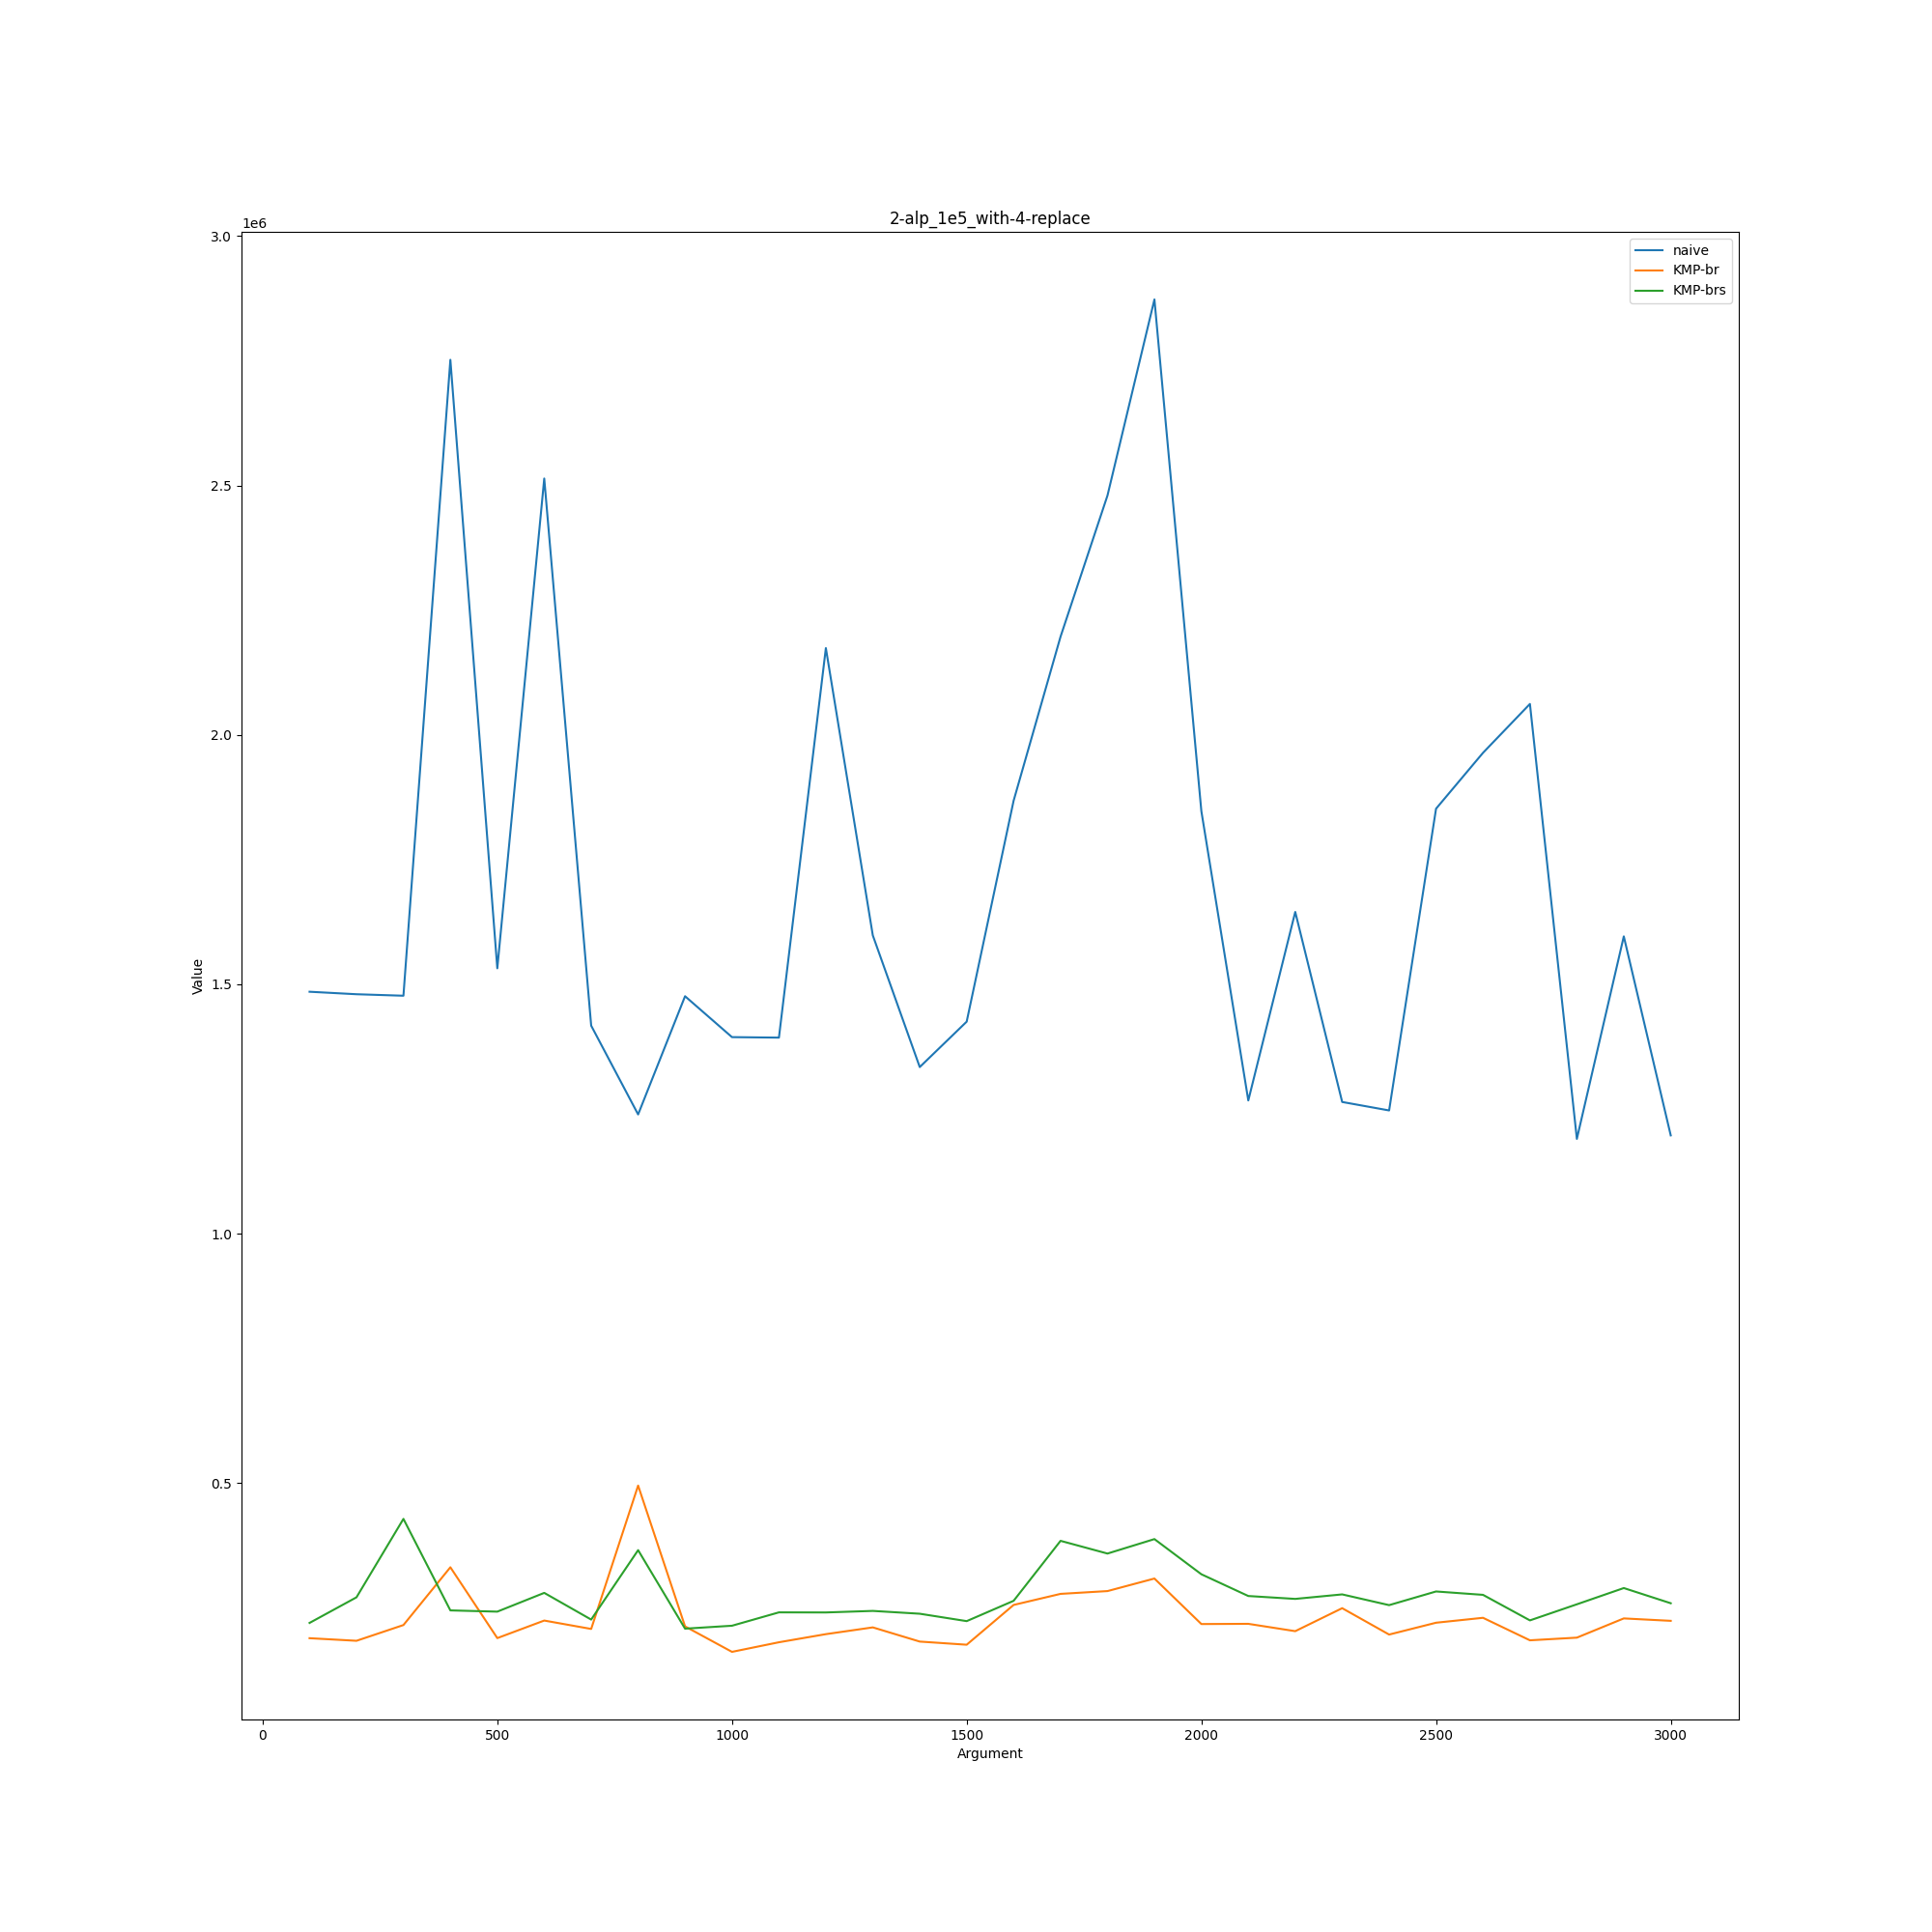 2-alp_1e5_with-4-replace
1e6
3.0
2.5
2.0
1.5
1.0
0.5
Value
naive
KMP-br
KMP-brs
0 500 1000 1500 2000 2500 3000
Argument